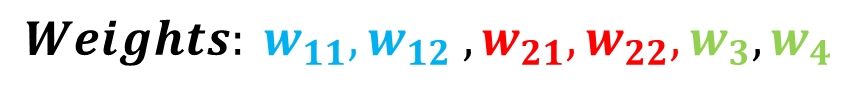 Weights: w₁₁, w₁₂ , w₂₁, w₂₂, w₃, w₄